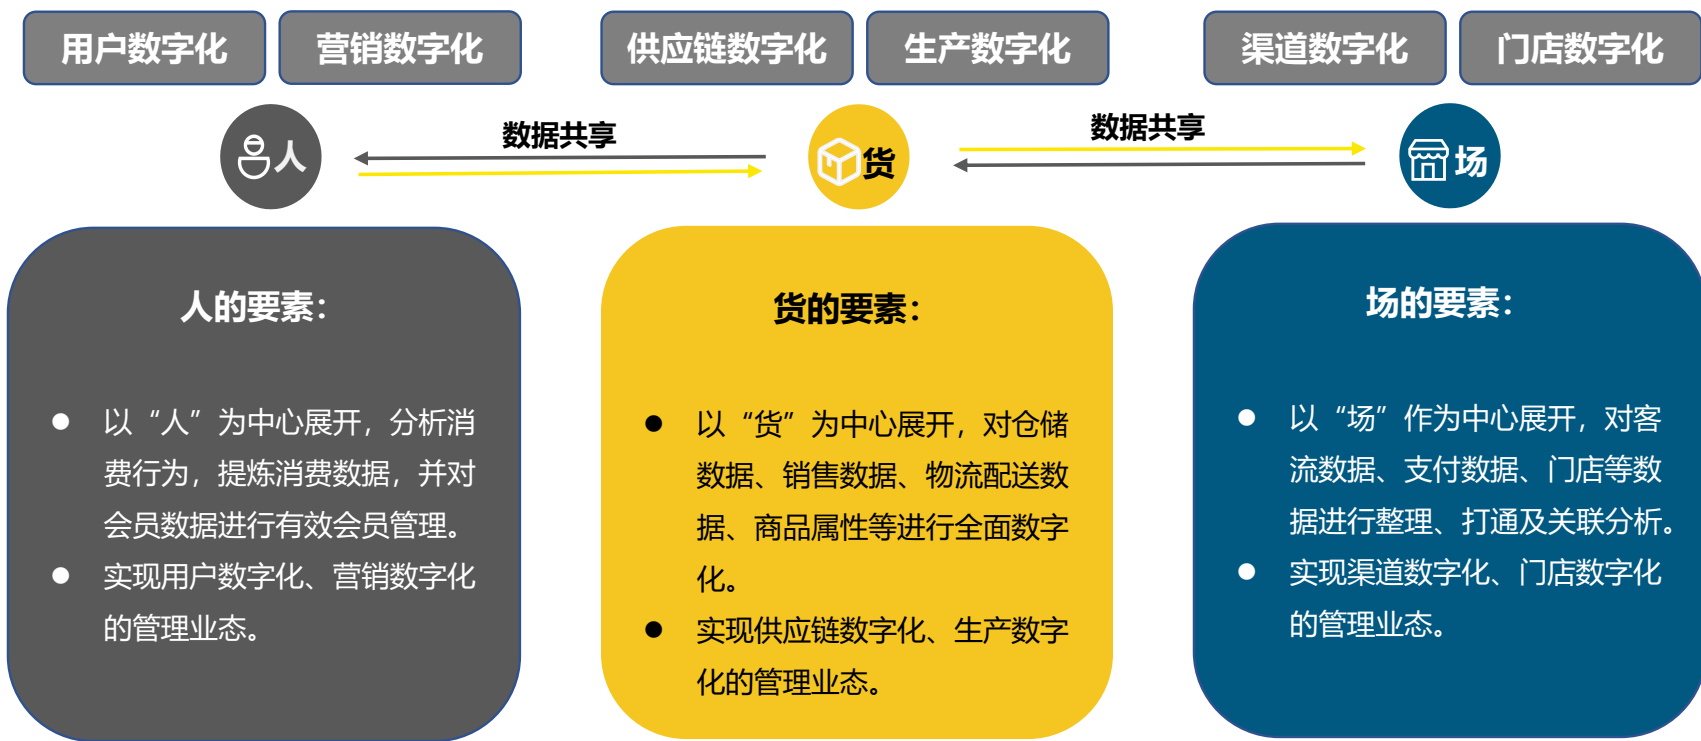 用户数字化
营销数字化
供应链数字化
生产数字化
渠道数字化
门店数字化
人
数据共享
货
数据共享
场
人的要素：
● 以“人”为中心展开，分析消
费行为，提炼消费数据，并对
会员数据进行有效会员管理。
● 实现用户数字化、营销数字化
的管理业态。
货的要素：
● 以“货”为中心展开，对仓储
数据、销售数据、物流配送数
据、商品属性等进行全面数字
化。
● 实现供应链数字化、生产数字
化的管理业态。
场的要素：
● 以“场”作为中心展开，对客
流数据、支付数据、门店等数
据进行整理、打通及关联分析。
● 实现渠道数字化、门店数字化
的管理业态。